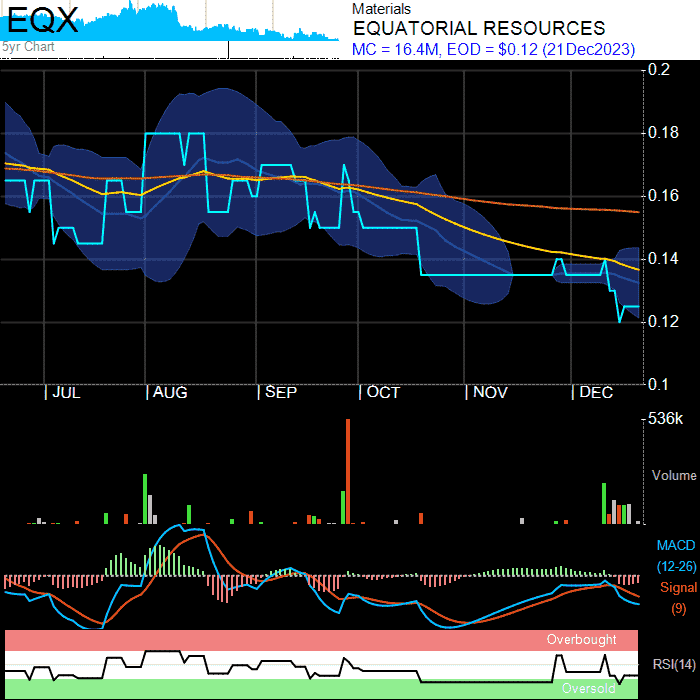 EQX
5yr Chart
Materials
EQUATORIAL RESOURCES
MC = 16.4M, EOD = $0.12 (21Dec2023)
0.2
0.18
0.16
0.14
0.12
0.1
JUL
AUG
SEP
OCT
NOV
DEC
536k
Volume
MACD
(12-26)
Signal
(9)
Overbought
RSI(14)
Oversold